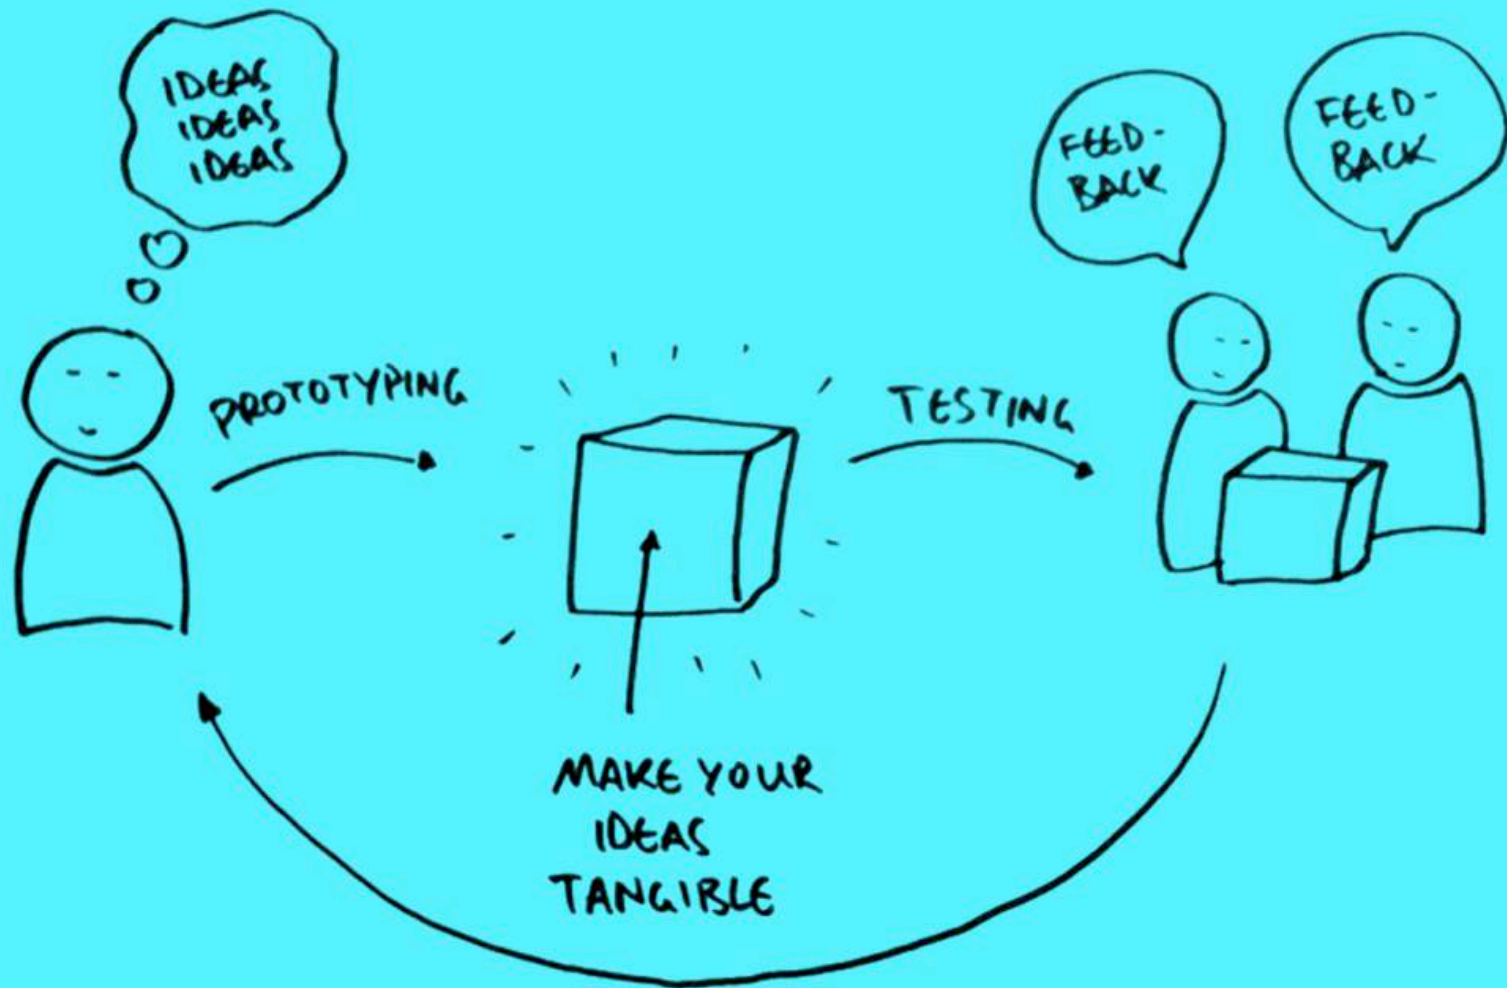 IDEAS
IDEAS
IDEAS
FEED-
BACK
FEED-
BACK
PROTOTYPING
TESTING
MAKE YOUR
IDEAS
TANGIBLE